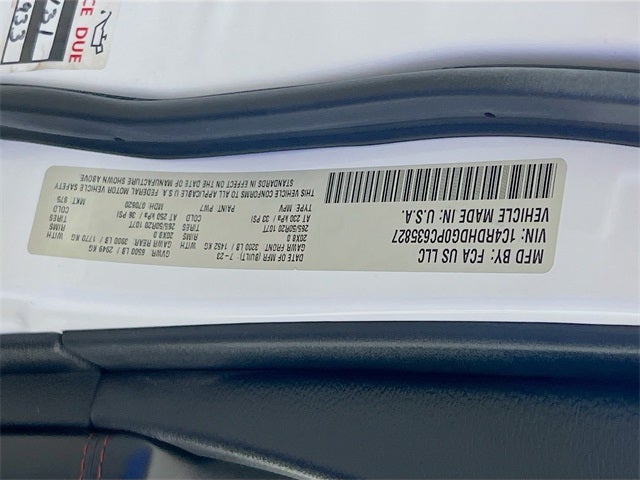 MFD BY: FCA US LLC
DATE OF MFR (BUILT): 7-23
GVWR: 6500 LB / 2949 KG
GAWR FRONT: 3200 LB / 1452 KG WITH
GAWR REAR: 3900 LB / 1770 KG WITH
20X8.0 RIMS
20X8.0 RIMS
265/50R20 107T TIRES
265/50R20 107T TIRES
AT 230 kPa / 33 PSI COLD
AT 250 kPa / 36 PSI COLD
VIN: 1C4RDHDG0PC635827
TYPE: MPV
PAINT: PW7
MDH: 070620
MKT: 975
VEHICLE MADE IN: U.S.A.
THIS VEHICLE CONFORMS TO ALL APPLICABLE U.S.A. FEDERAL MOTOR VEHICLE SAFETY
STANDARDS IN EFFECT ON THE DATE OF MANUFACTURE SHOWN ABOVE.
CE DUE